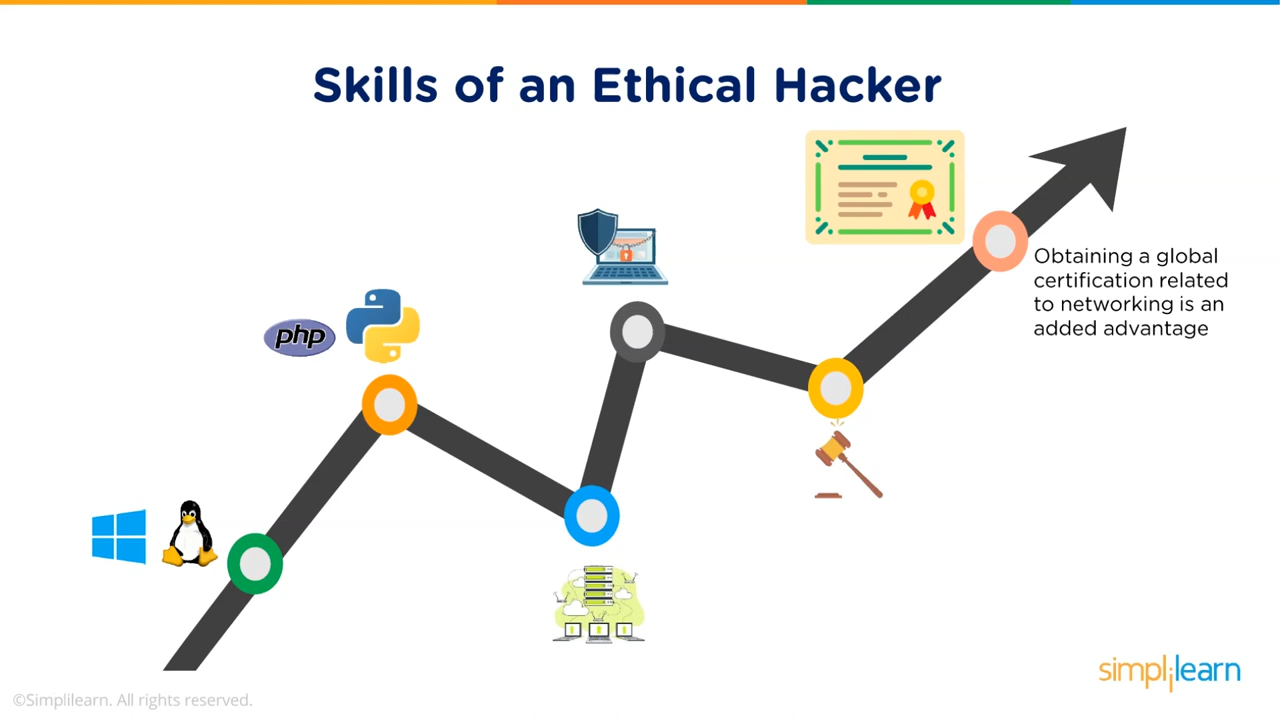 Skills of an Ethical Hacker
php
Obtaining a global
certification related
to networking is an
added advantage
simplilearn
©Simplilearn. All rights reserved.